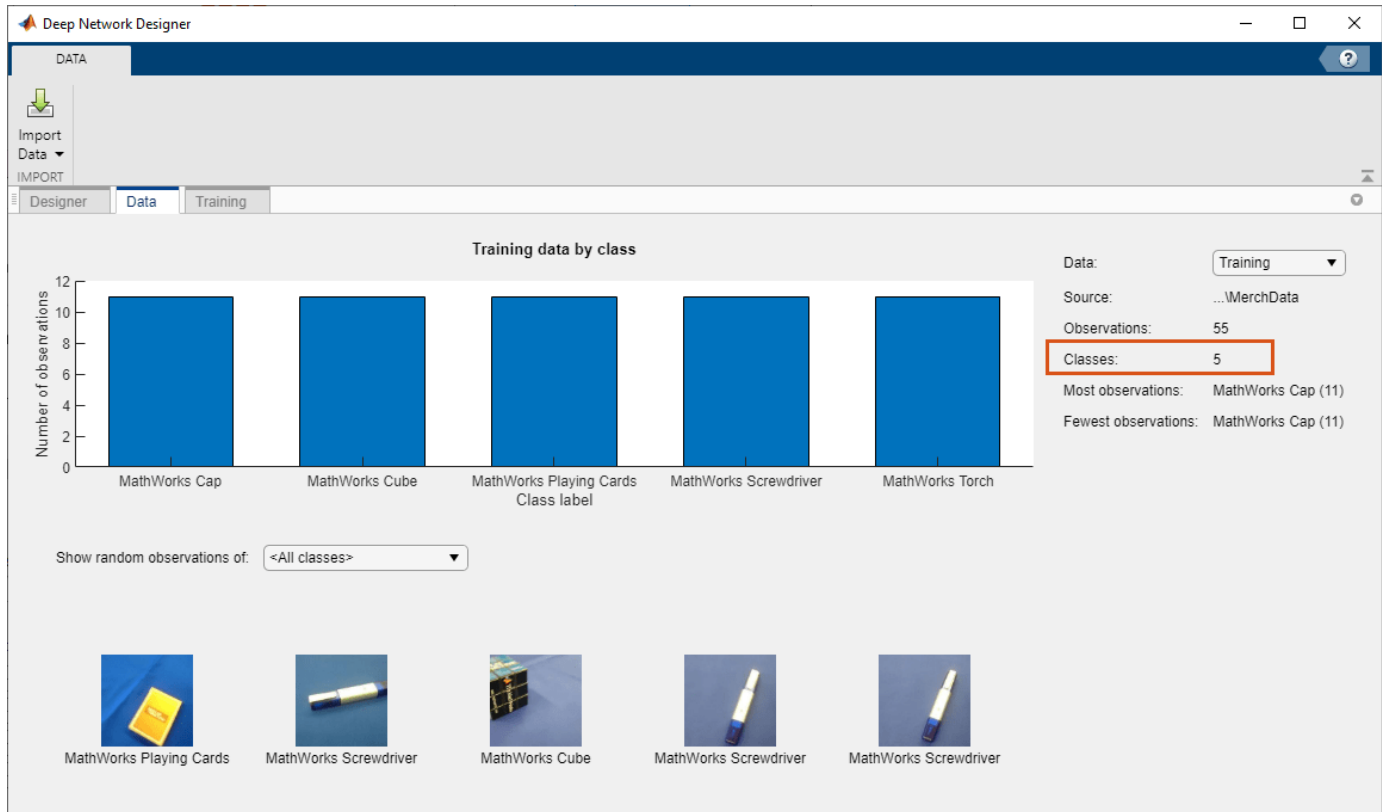 Deep Network Designer
DATA
?
Import
Data
IMPORT
Designer Data Training
Training data by class
12
10
8
6
4
2
0
Number of observations
MathWorks Cap MathWorks Cube MathWorks Playing Cards MathWorks Screwdriver MathWorks Torch
Class label
Data: Training
Source: ...\MerchData
Observations: 55
Classes: 5
Most observations: MathWorks Cap (11)
Fewest observations: MathWorks Cap (11)
Show random observations of: <All classes>
MathWorks Playing Cards MathWorks Screwdriver MathWorks Cube MathWorks Screwdriver MathWorks Screwdriver